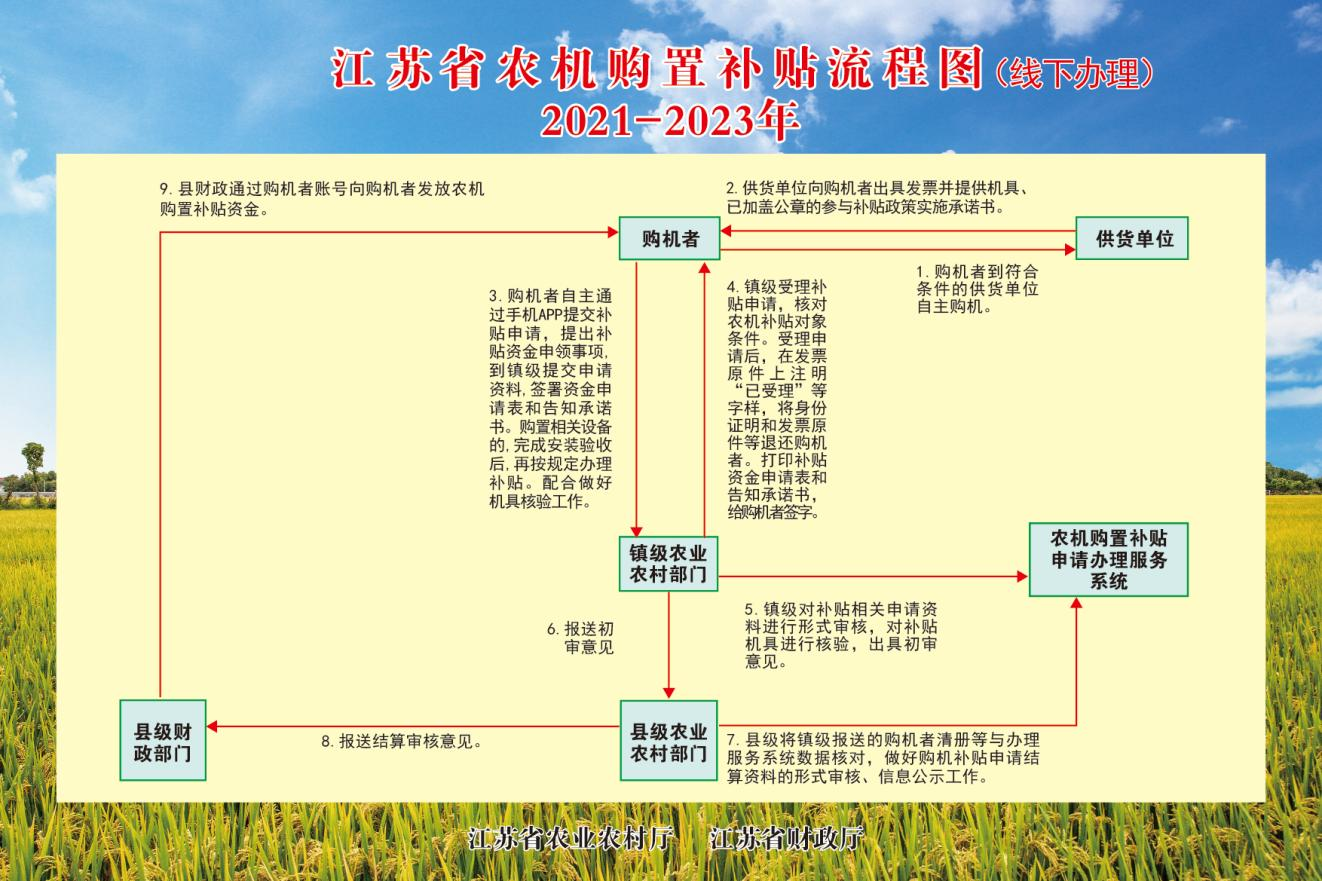 江苏省农机购置补贴流程图（线下办理）
2021-2023年
9. 县财政通过购机者账号向购机者发放农机
购置补贴资金。
2. 供货单位向购机者出具发票并提供机具、
已加盖公章的参与补贴政策实施承诺书。
购机者
供货单位
1. 购机者到符合
条件的供货单位
自主购机。
3. 购机者自主通
过手机APP提交补
贴申请，提出补
贴资金申领事项，
到镇级提交申请
资料，签署资金申
请表和告知承诺
书。购置相关设备
的，完成安装验收
后，再按规定办理
补贴。配合做好
机具核验工作。
4. 镇级受理补
贴申请，核对
农机补贴对象
条件。受理申
请后，在发票
原件上注明
“已受理”等
字样，将身份
证明和发票原
件等退还购机
者。打印补贴
资金申请表和
告知承诺书，
给购机者签字。
镇级农业
农村部门
农机购置补贴
申请办理服务
系统
5. 镇级对补贴相关申请资
料进行形式审核，对补贴
机具进行核验，出具初审
意见。
6. 报送初
审意见
县级财
政部门
8. 报送结算审核意见。
县级农业
农村部门
7. 县级将镇级报送的购机者清册等与办理
服务系统数据核对，做好购机补贴申请结
算资料的形式审核、信息公示工作。
江苏省农业农村厅 江苏省财政厅